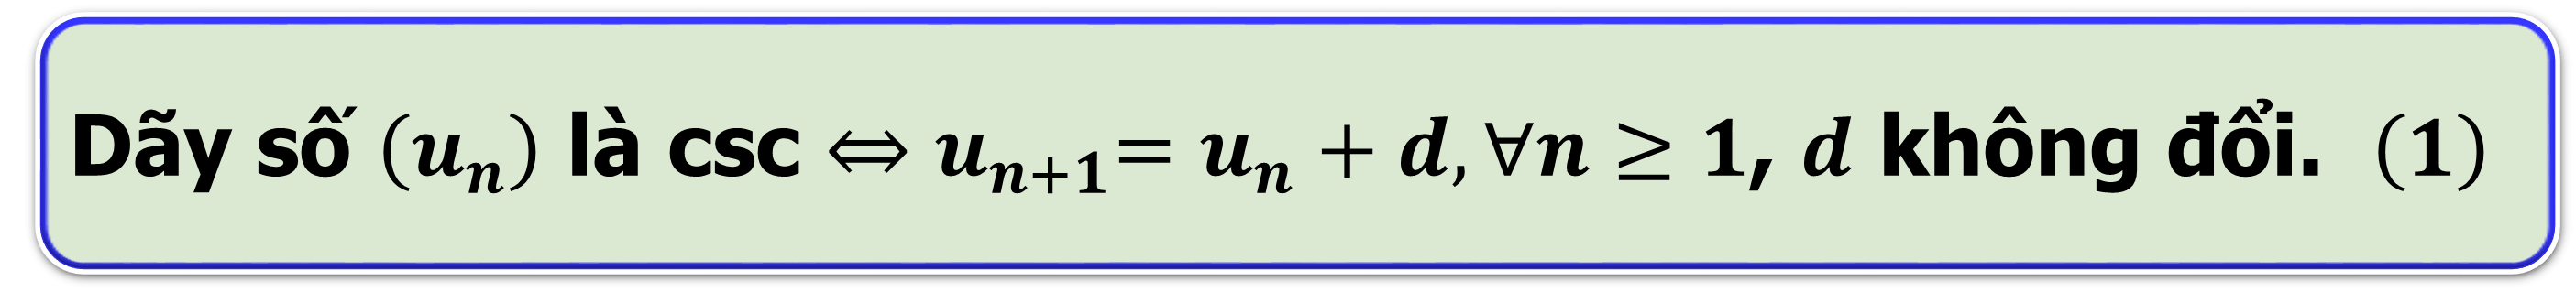 Dãy số (uₙ) là csc ⇔ uₙ₊₁= uₙ + d, ∀n ≥ 1, d không đổi. (1)